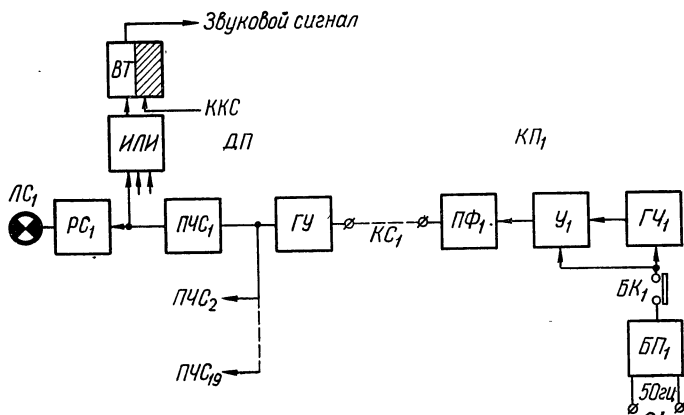 Звуковой сигнал
ВТ
ККС
ИЛИ
ДП
КП₁
ЛС₁
РС₁
ПЧС₁
ГУ
КС₁
ПФ₁
У₁
ГЧ₁
БК₁
ПЧС₂
БП₁
ПЧС₁₉
50гц